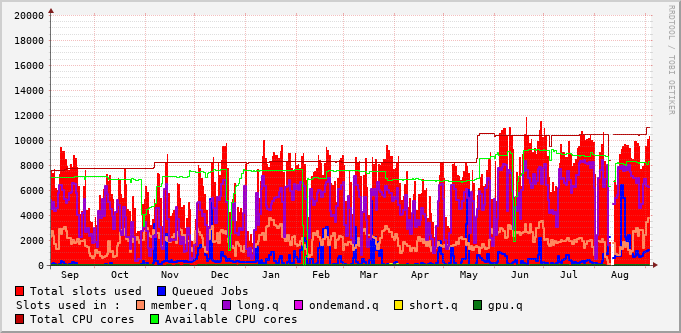 RRDTOOL / TOBI OETIKER
20000
18000
16000
14000
12000
10000
8000
6000
4000
2000
0
Sep Oct Nov Dec Jan Feb Mar Apr May Jun Jul Aug
Total slots used Queued Jobs
Slots used in : member.q long.q ondemand.q short.q gpu.q
Total CPU cores Available CPU cores